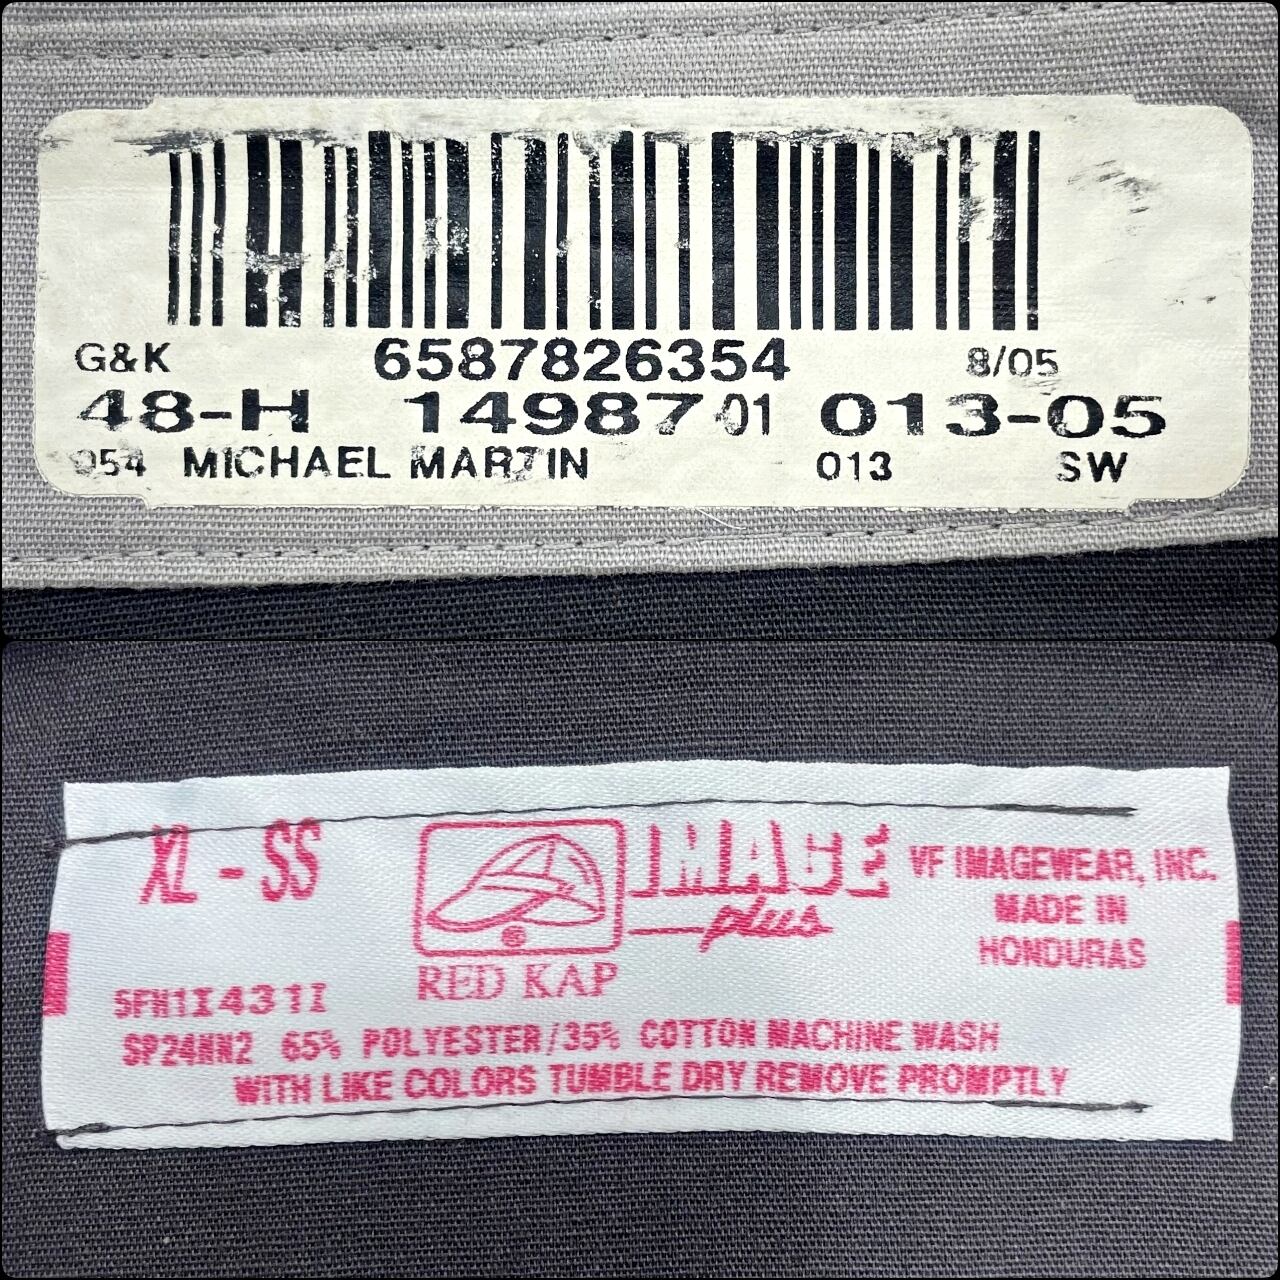 G&K 6587826354 8/05
48-H 14987-01 013-05
054 MICHAEL MARTIN 013 SW
XL - SS
RED KAP
®
IMAGE
plus
VF IMAGEWEAR, INC.
MADE IN
HONDURAS
5FH1I431I
SP24NN2 65% POLYESTER/35% COTTON MACHINE WASH
WITH LIKE COLORS TUMBLE DRY REMOVE PROMPTLY